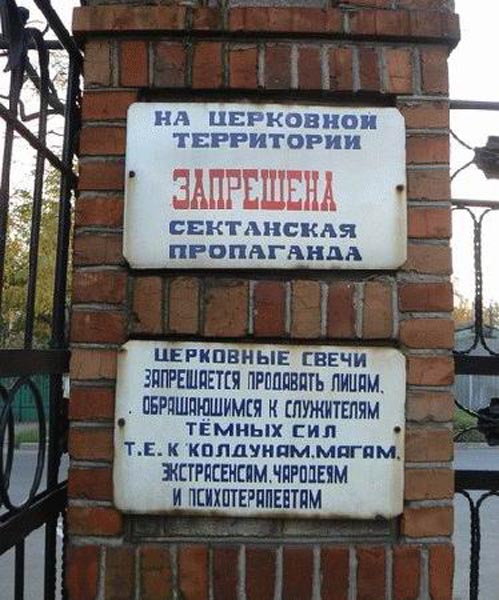 НА ЦЕРКОВНОЙ
ТЕРРИТОРИИ
ЗАПРЕЩЕНА
СЕКТАНСКАЯ
ПРОПАГАНДА
ЦЕРКОВНЫЕ СВЕЧИ
ЗАПРЕЩАЕТСЯ ПРОДАВАТЬ ЛИЦАМ,
ОБРАЩАЮЩИМСЯ К СЛУЖИТЕЛЯМ
ТЁМНЫХ СИЛ
Т.Е. К КОЛДУНАМ, МАГАМ,
ЭКСТРАСЕНСАМ, ЧАРОДЕЯМ
И ПСИХОТЕРАПЕВТАМ